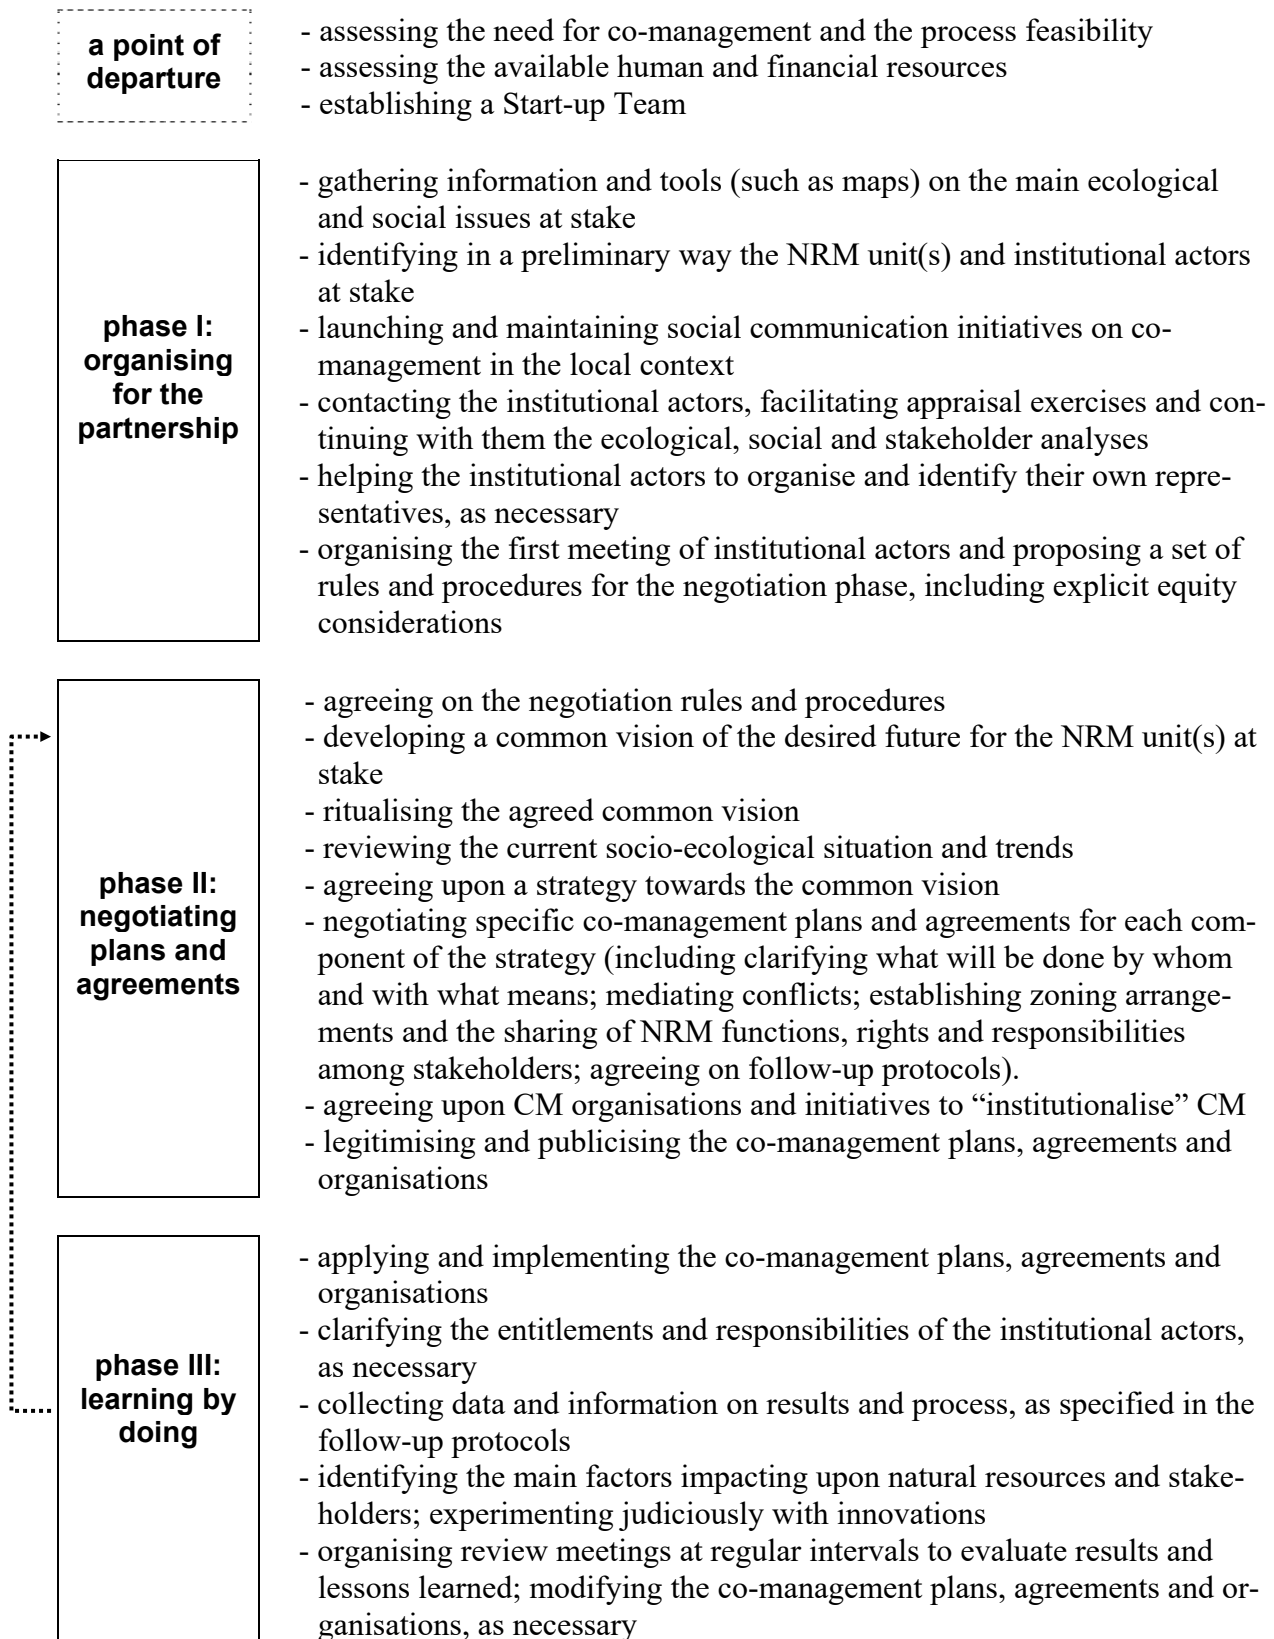 a point of
departure
- assessing the need for co-management and the process feasibility
- assessing the available human and financial resources
- establishing a Start-up Team
phase I:
organising
for the
partnership
- gathering information and tools (such as maps) on the main ecological
and social issues at stake
- identifying in a preliminary way the NRM unit(s) and institutional actors
at stake
- launching and maintaining social communication initiatives on co-
management in the local context
- contacting the institutional actors, facilitating appraisal exercises and con-
tinuing with them the ecological, social and stakeholder analyses
- helping the institutional actors to organise and identify their own repre-
sentatives, as necessary
- organising the first meeting of institutional actors and proposing a set of
rules and procedures for the negotiation phase, including explicit equity
considerations
phase II:
negotiating
plans and
agreements
- agreeing on the negotiation rules and procedures
- developing a common vision of the desired future for the NRM unit(s) at
stake
- ritualising the agreed common vision
- reviewing the current socio-ecological situation and trends
- agreeing upon a strategy towards the common vision
- negotiating specific co-management plans and agreements for each com-
ponent of the strategy (including clarifying what will be done by whom
and with what means; mediating conflicts; establishing zoning arrange-
ments and the sharing of NRM functions, rights and responsibilities
among stakeholders; agreeing on follow-up protocols).
- agreeing upon CM organisations and initiatives to “institutionalise” CM
- legitimising and publicising the co-management plans, agreements and
organisations
phase III:
learning by
doing
- applying and implementing the co-management plans, agreements and
organisations
- clarifying the entitlements and responsibilities of the institutional actors,
as necessary
- collecting data and information on results and process, as specified in the
follow-up protocols
- identifying the main factors impacting upon natural resources and stake-
holders; experimenting judiciously with innovations
- organising review meetings at regular intervals to evaluate results and
lessons learned; modifying the co-management plans, agreements and or-
ganisations, as necessary